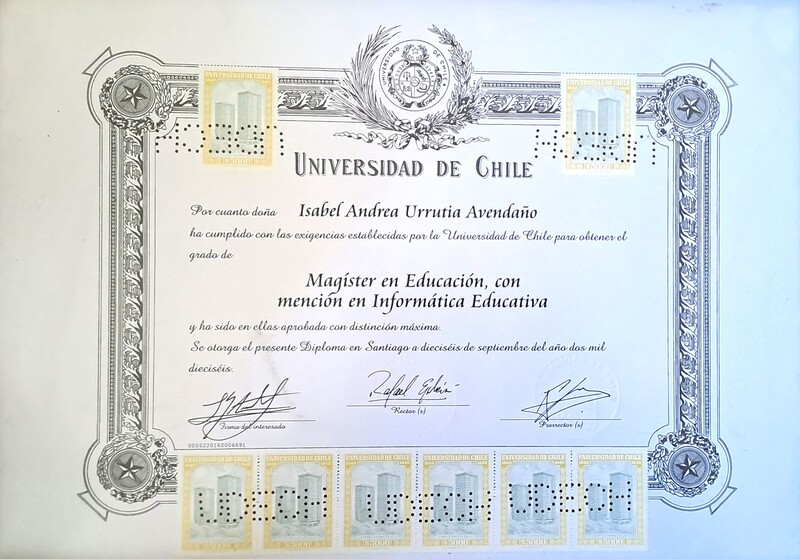 UNIVERSIDAD DE CHILE
UNIVERSIDAD DE CHILE
UNIVERSIDAD DE CHILE
Por cuanto doña Isabel Andrea Urrutia Avendaño
ha cumplido con las exigencias establecidas por la Universidad de Chile para obtener el
grado de
Magíster en Educación, con
mención en Informática Educativa
y ha sido en ellas aprobada con distinción máxima.
Se otorga el presente Diploma en Santiago a dieciséis de septiembre del año dos mil
dieciséis.
Firma del interesado
Rector (s)
Prorrector (s)
0006220160006691
UNIVERSIDAD DE CHILE
UNIVERSIDAD DE CHILE
UNIVERSIDAD DE CHILE
UNIVERSIDAD DE CHILE
UNIVERSIDAD DE CHILE
UNIVERSIDAD DE CHILE
UDECH
UDECH
UDECH